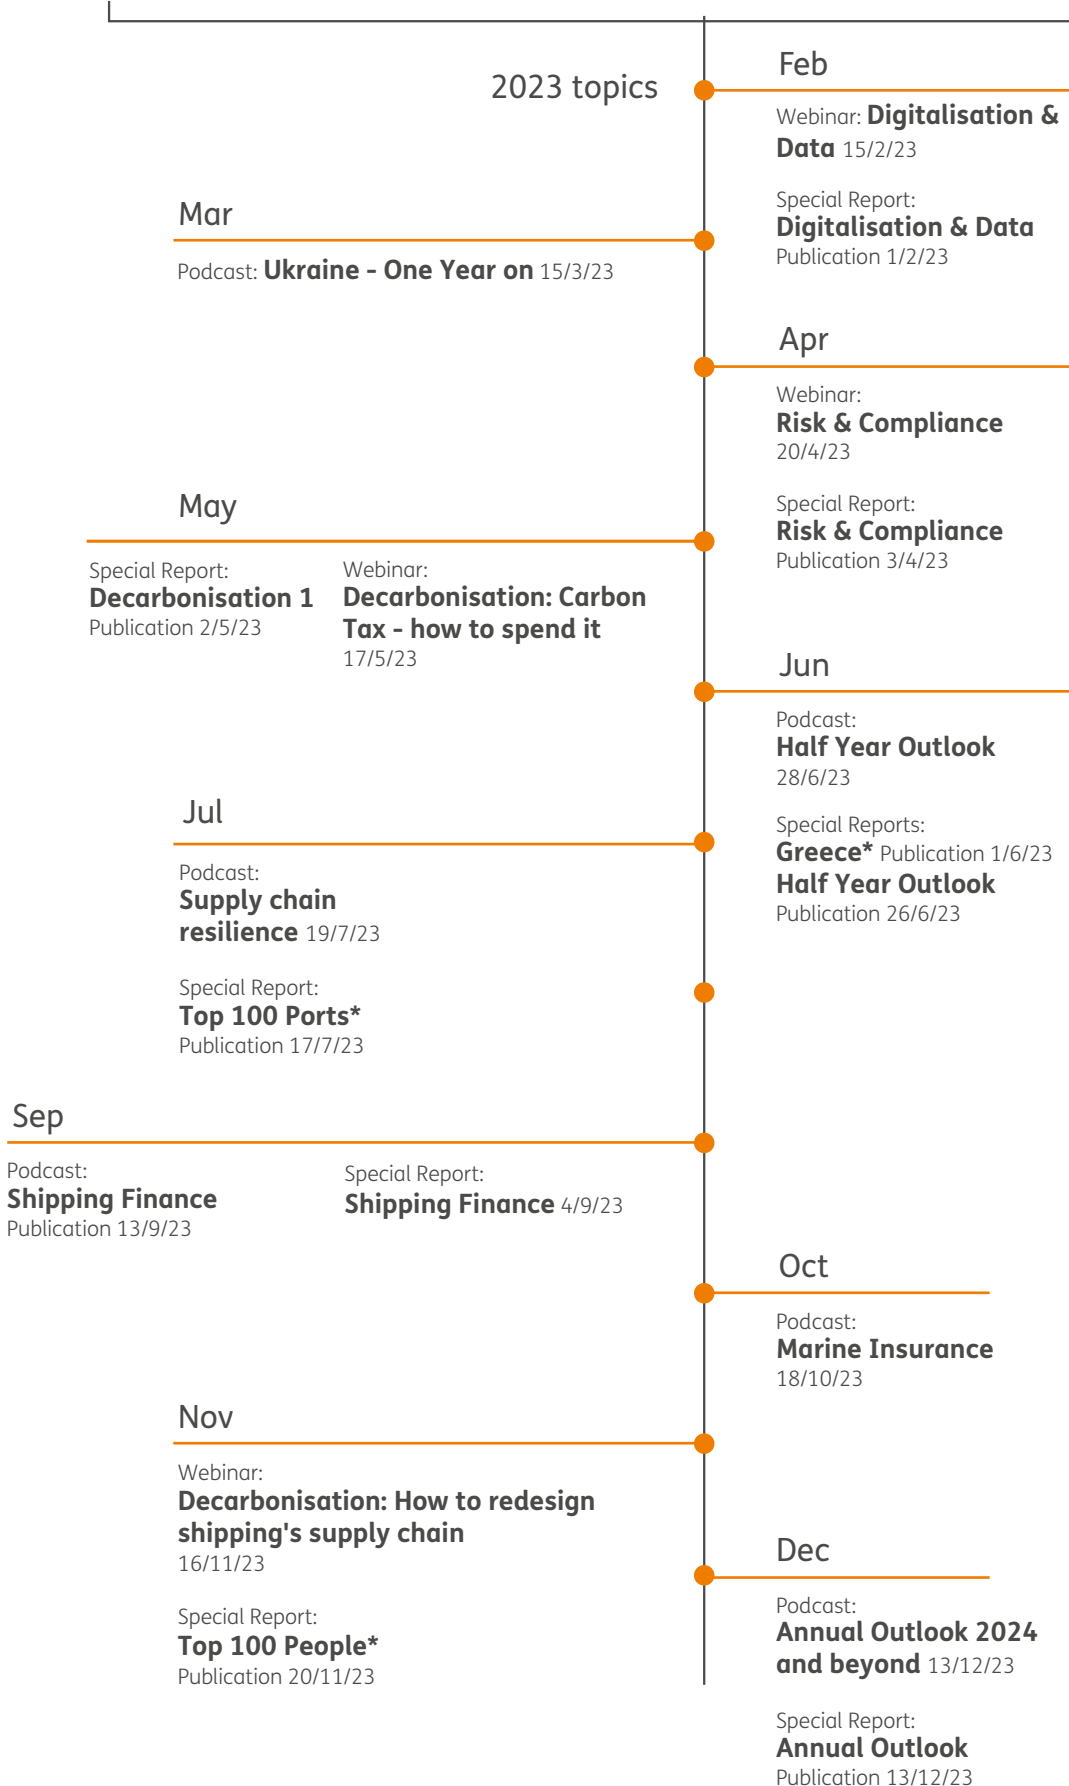 2023 topics
Feb
Webinar: Digitalisation &
Data 15/2/23
Special Report:
Digitalisation & Data
Publication 1/2/23
Mar
Podcast: Ukraine - One Year on 15/3/23
Apr
Webinar:
Risk & Compliance
20/4/23
Special Report:
Risk & Compliance
Publication 3/4/23
May
Special Report:
Decarbonisation 1
Publication 2/5/23
Webinar:
Decarbonisation: Carbon
Tax - how to spend it
17/5/23
Jun
Podcast:
Half Year Outlook
28/6/23
Special Reports:
Greece* Publication 1/6/23
Half Year Outlook
Publication 26/6/23
Jul
Podcast:
Supply chain
resilience 19/7/23
Special Report:
Top 100 Ports*
Publication 17/7/23
Sep
Podcast:
Shipping Finance
Publication 13/9/23
Special Report:
Shipping Finance 4/9/23
Oct
Podcast:
Marine Insurance
18/10/23
Nov
Webinar:
Decarbonisation: How to redesign
shipping's supply chain
16/11/23
Special Report:
Top 100 People*
Publication 20/11/23
Dec
Podcast:
Annual Outlook 2024
and beyond 13/12/23
Special Report:
Annual Outlook
Publication 13/12/23